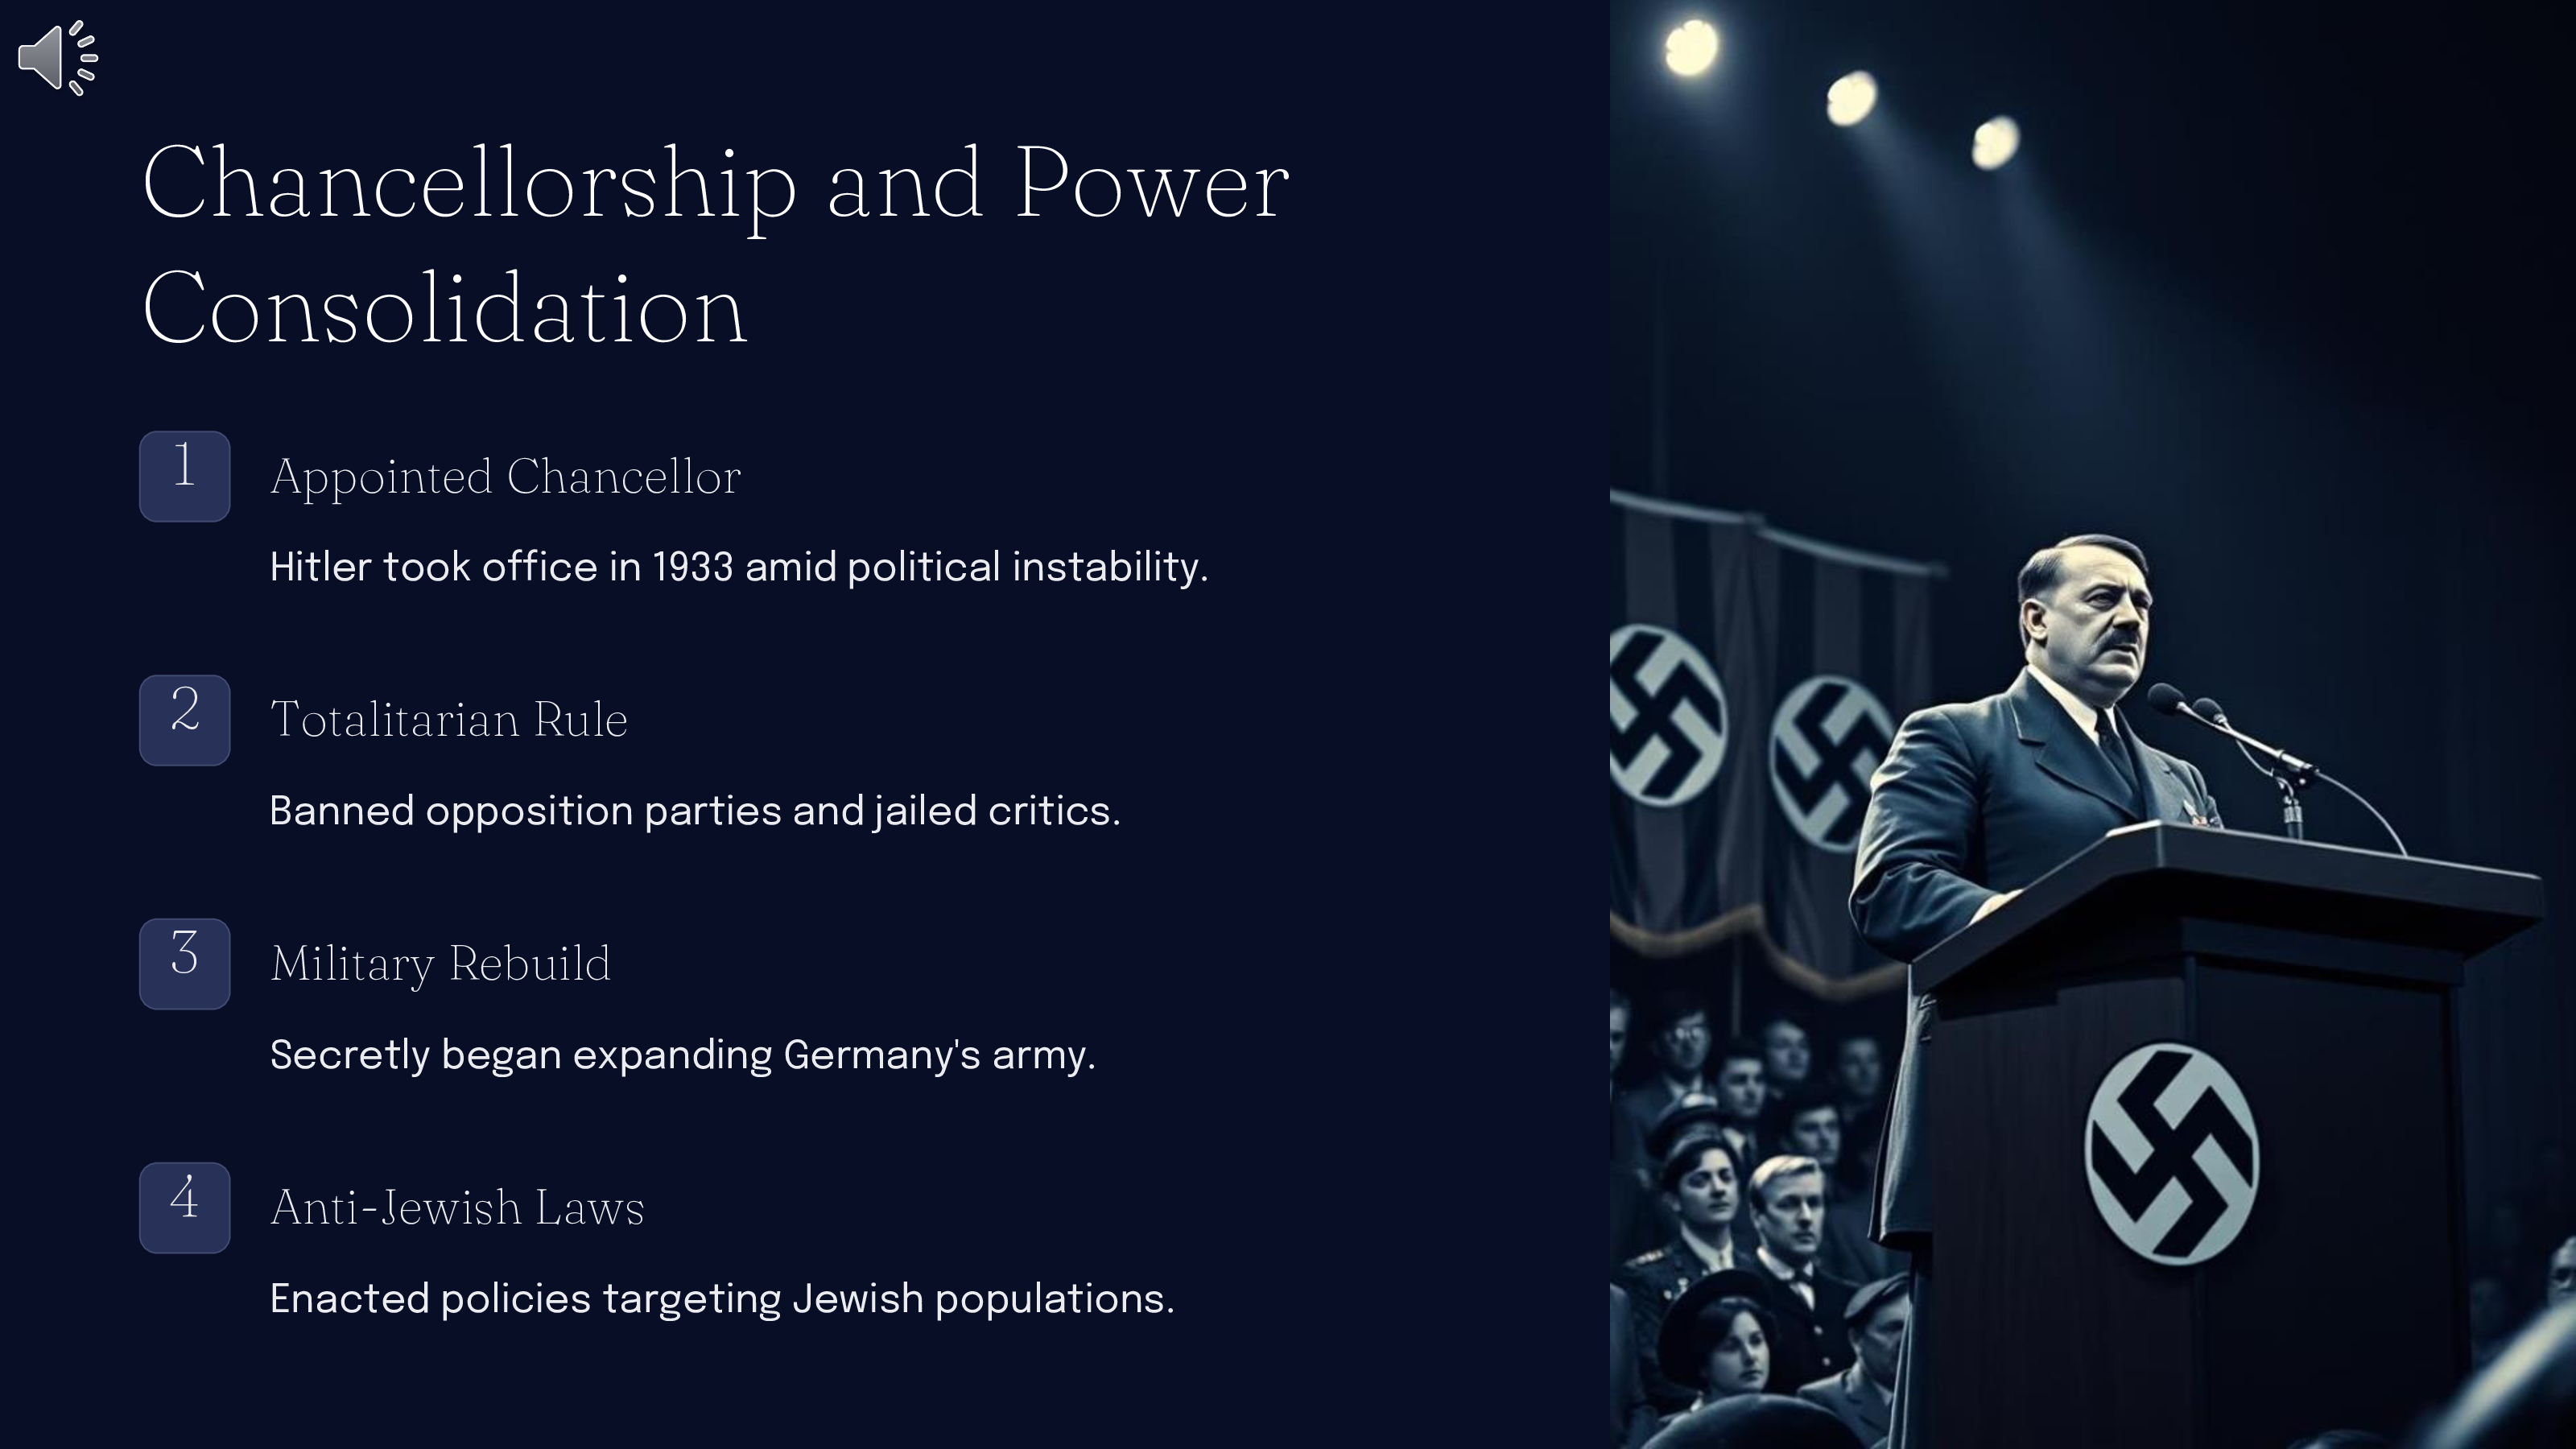 Chancellorship and Power
Consolidation
1
Appointed Chancellor
Hitler took office in 1933 amid political instability.
2
Totalitarian Rule
Banned opposition parties and jailed critics.
3
Military Rebuild
Secretly began expanding Germany's army.
4
Anti-Jewish Laws
Enacted policies targeting Jewish populations.